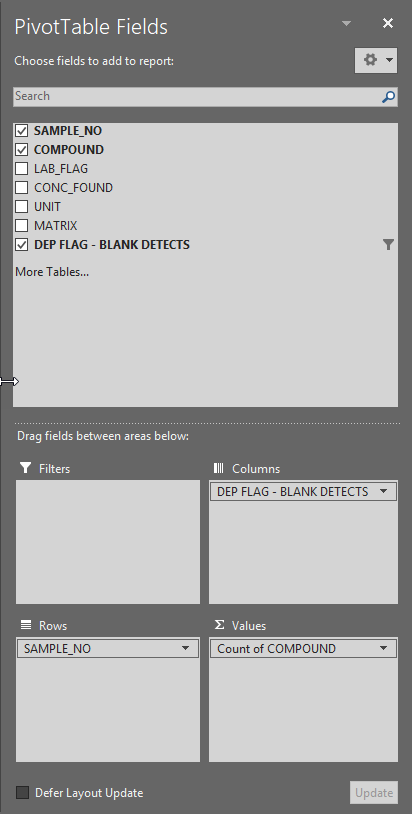 PivotTable Fields
Choose fields to add to report:
Search
SAMPLE_NO
COMPOUND
LAB_FLAG
CONC_FOUND
UNIT
MATRIX
DEP FLAG - BLANK DETECTS
More Tables...
Drag fields between areas below:
Filters
Columns
DEP FLAG - BLANK DETECTS
Rows
Σ Values
SAMPLE_NO
Count of COMPOUND
Defer Layout Update
Update